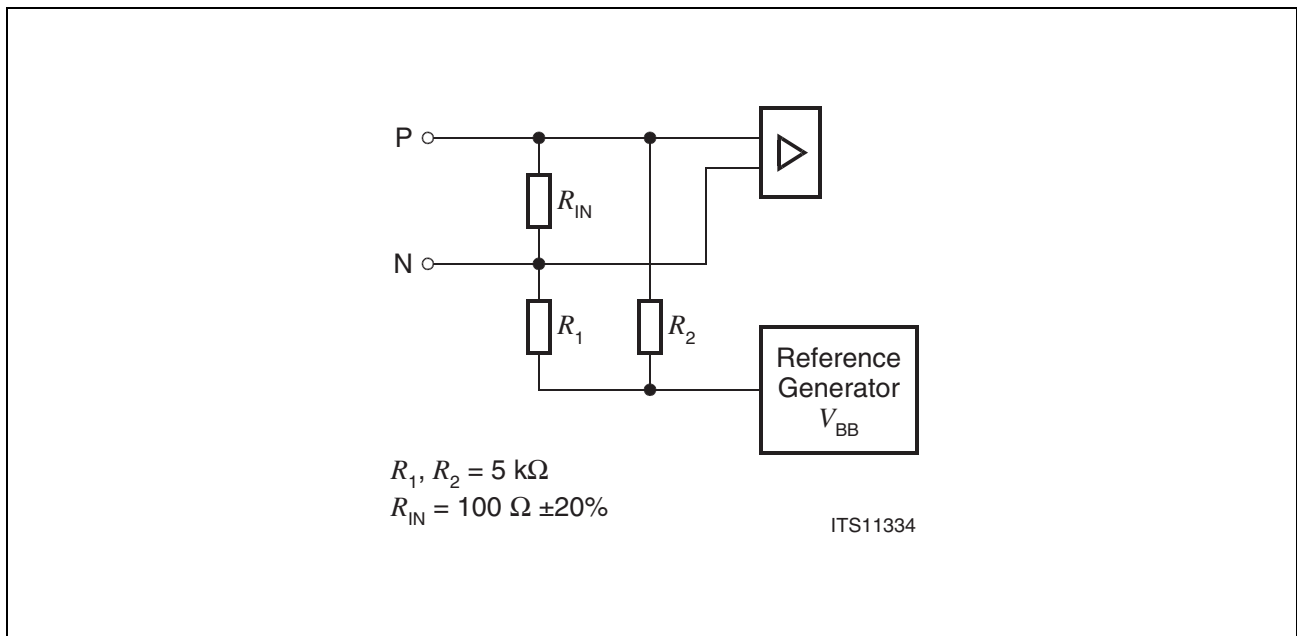 P
R_IN
N
R_1
R_2
Reference
Generator
V_BB
R_1, R_2 = 5 kΩ
R_IN = 100 Ω ±20%
ITS11334